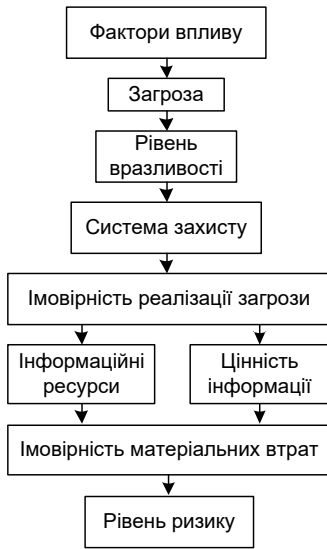 Фактори впливу
Загроза
Рівень
вразливості
Система захисту
Імовірність реалізації загрози
Інформаційні
ресурси
Цінність
інформації
Імовірність матеріальних втрат
Рівень ризику